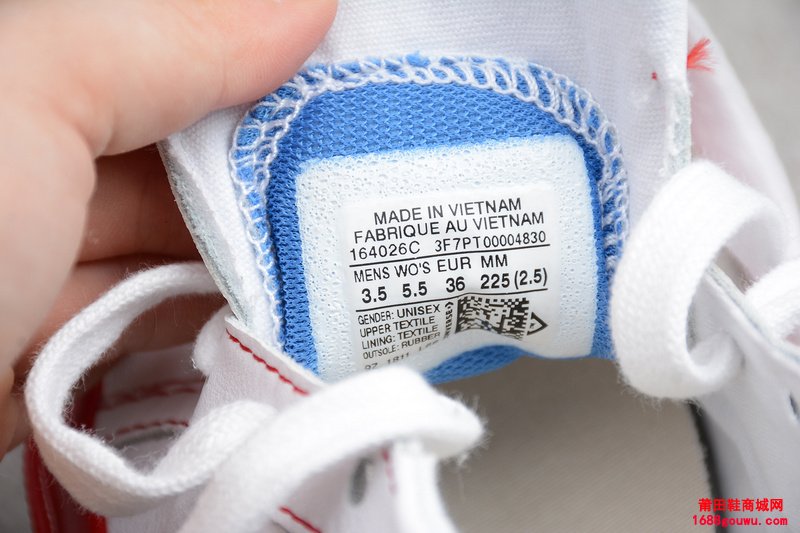 MADE IN VIETNAM
FABRIQUE AU VIETNAM
164026C 3F7PT00004830
MENS WO'S EUR MM
3.5 5.5 36 225 (2.5)
GENDER: UNISEX
UPPER TEXTILE
LINING: TEXTILE
OUTSOLE: RUBBER
莆田鞋商城网
1688gouwu.com